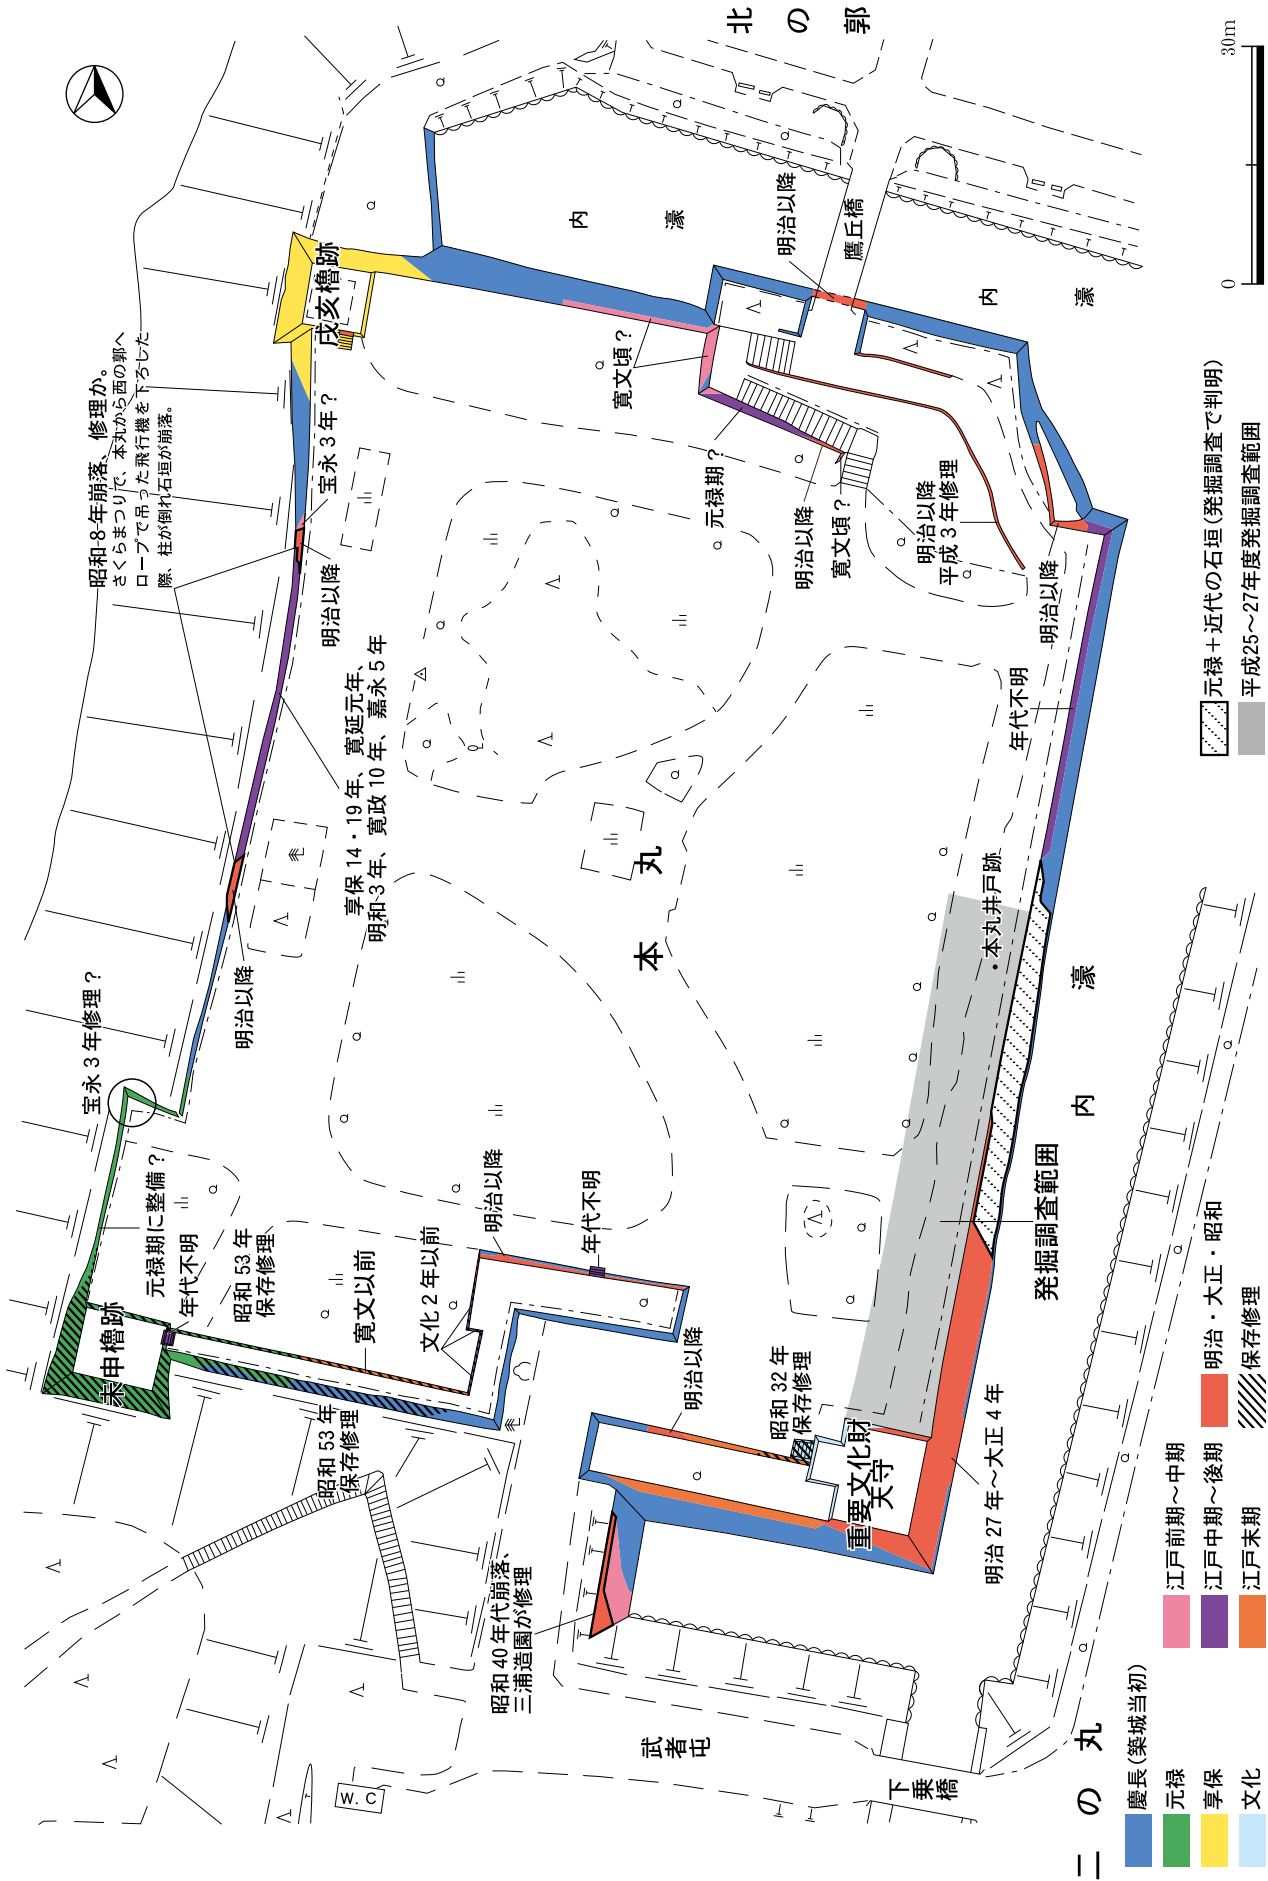 北の郭
30m
0
内濠
鷹丘橋
明治以降
内濠
戌亥櫓跡
昭和8年崩落、修理か。
さくらまつりで、本丸から西の郭へ
ロープで吊った飛行機を下ろした
際、柱が倒れ石垣が崩落。
宝永3年？
明治以降
寛文頃？
元禄期？
明治以降
寛文頃？
明治以降
平成3年修理
明治以降
年代不明
享保14・19年、寛延元年、
明和3年、寛政10年、嘉永5年
明治以降
本丸
・本丸井戸跡
内濠
宝永3年修理？
元禄期に整備？
年代不明
昭和53年
保存修理
未申櫓跡
寛文以前
文化2年以前
明治以降
年代不明
発掘調査範囲
昭和53年
保存修理
明治以降
昭和32年
保存修理
重要文化財
天守
明治27年～大正4年
昭和40年代崩落、
三浦造園が修理
武者屯
下乗橋
二の丸
W.C
元禄＋近代の石垣（発掘調査で判明）
平成25～27年度発掘調査範囲
慶長（築城当初）
元禄
享保
文化
江戸前期～中期
江戸中期～後期
江戸末期
明治・大正・昭和
保存修理